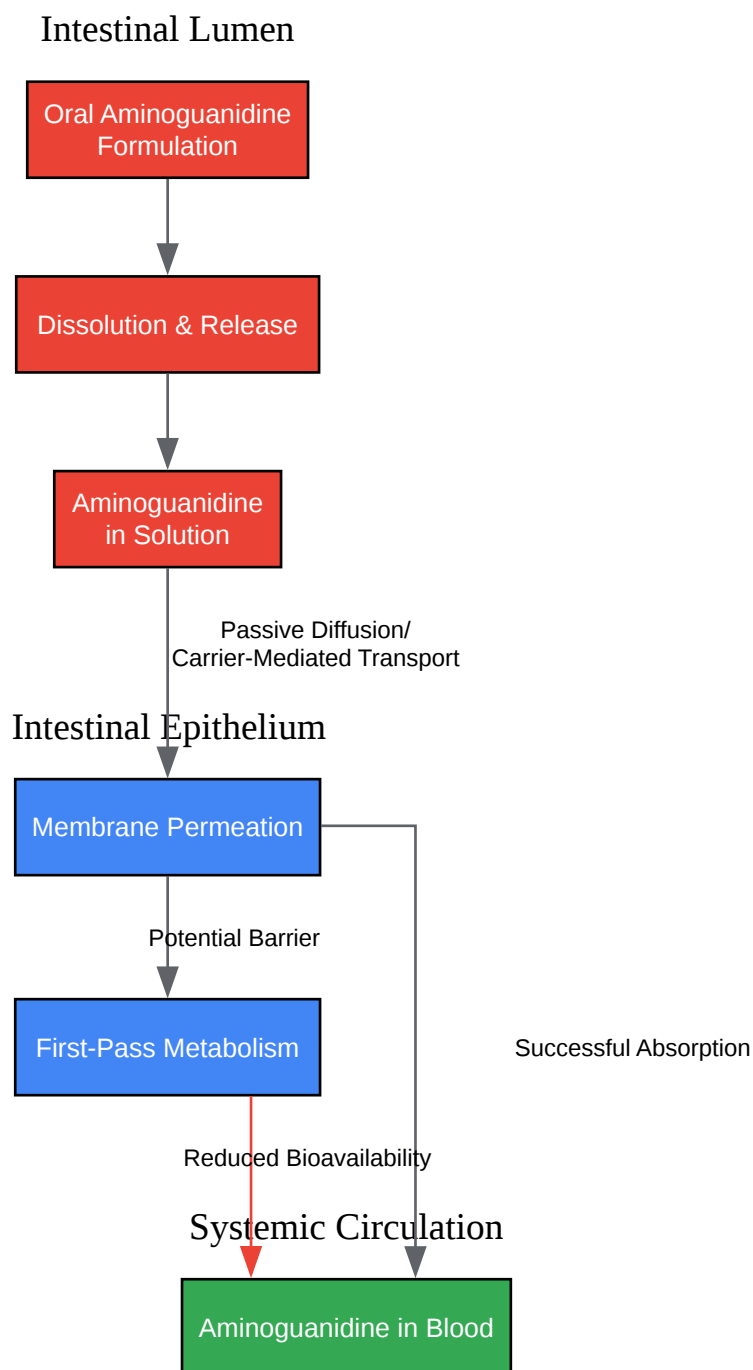 Intestinal Lumen
Oral Aminoguanidine
Formulation
Dissolution & Release
Aminoguanidine
in Solution
Passive Diffusion/
Carrier-Mediated Transport
Intestinal Epithelium
Membrane Permeation
Potential Barrier
First-Pass Metabolism
Successful Absorption
Reduced Bioavailability
Systemic Circulation
Aminoguanidine in Blood